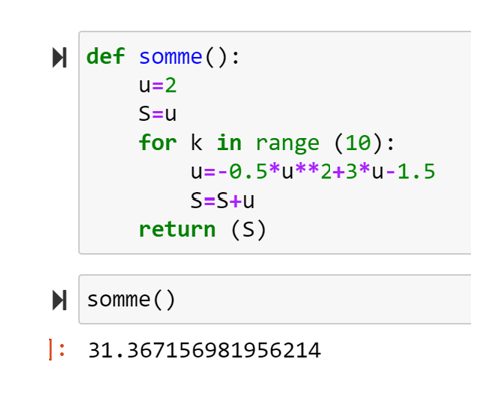 def somme():
    u=2
    S=u
    for k in range (10):
        u=-0.5*u**2+3*u-1.5
        S=S+u
    return (S)
somme()
]: 31.367156981956214